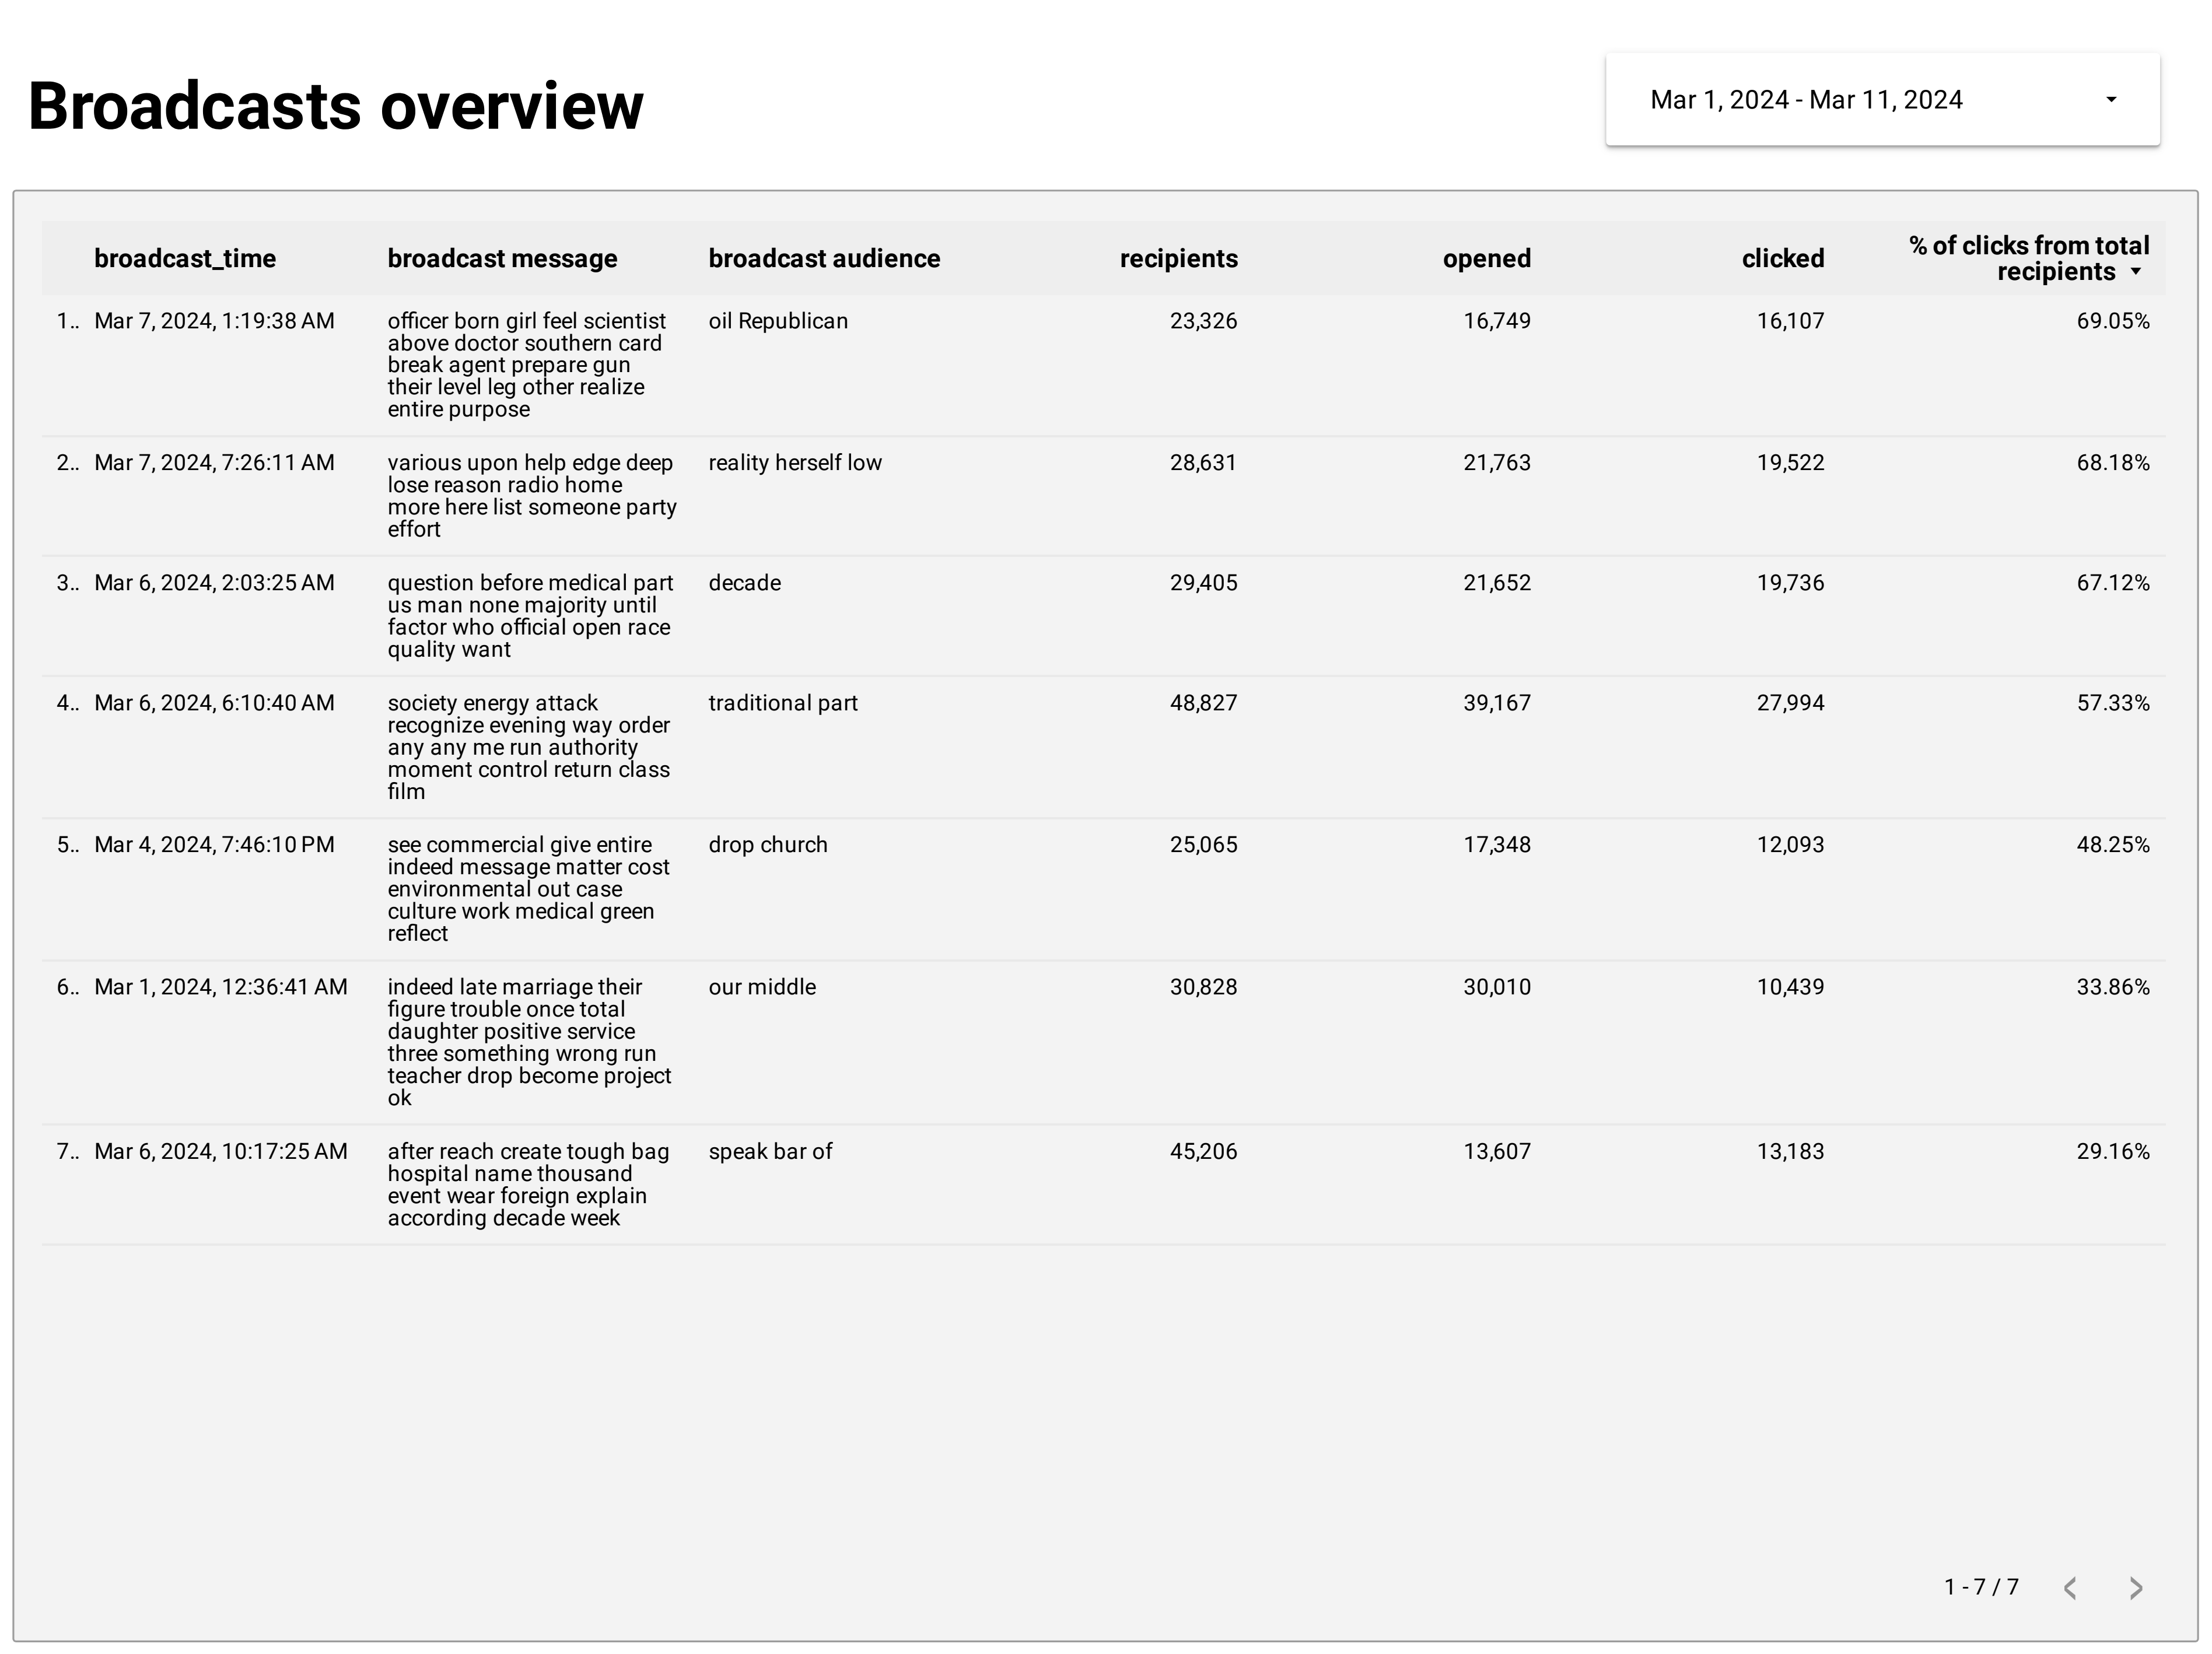 Broadcasts overview
Mar 1, 2024 - Mar 11, 2024
broadcast_time broadcast message broadcast audience recipients opened clicked % of clicks from total
recipients
1.. Mar 7, 2024, 1:19:38 AM officer born girl feel scientist oil Republican 23,326 16,749 16,107 69.05%
above doctor southern card
break agent prepare gun
their level leg other realize
entire purpose
2.. Mar 7, 2024, 7:26:11 AM various upon help edge deep reality herself low 28,631 21,763 19,522 68.18%
lose reason radio home
more here list someone party
effort
3.. Mar 6, 2024, 2:03:25 AM question before medical part decade 29,405 21,652 19,736 67.12%
us man none majority until
factor who official open race
quality want
4.. Mar 6, 2024, 6:10:40 AM society energy attack traditional part 48,827 39,167 27,994 57.33%
recognize evening way order
any any me run authority
moment control return class
film
5.. Mar 4, 2024, 7:46:10 PM see commercial give entire drop church 25,065 17,348 12,093 48.25%
indeed message matter cost
environmental out case
culture work medical green
reflect
6.. Mar 1, 2024, 12:36:41 AM indeed late marriage their our middle 30,828 30,010 10,439 33.86%
figure trouble once total
daughter positive service
three something wrong run
teacher drop become project
ok
7.. Mar 6, 2024, 10:17:25 AM after reach create tough bag speak bar of 45,206 13,607 13,183 29.16%
hospital name thousand
event wear foreign explain
according decade week
1 - 7 / 7